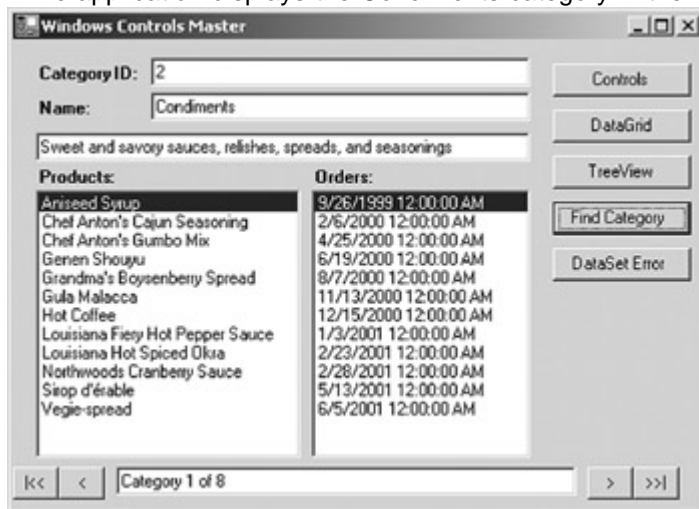 Windows Controls Master
Category ID: 2
Name: Condiments
Sweet and savory sauces, relishes, spreads, and seasonings
Products:
Aniseed Syrup
Chef Anton's Cajun Seasoning
Chef Anton's Gumbo Mix
Genen Shouyu
Grandma's Boysenberry Spread
Gula Malacca
Hot Coffee
Louisiana Fiery Hot Pepper Sauce
Louisiana Hot Spiced Okra
Northwoods Cranberry Sauce
Sirop d'érable
Vegie-spread
Orders:
9/26/1999 12:00:00 AM
2/6/2000 12:00:00 AM
4/25/2000 12:00:00 AM
6/19/2000 12:00:00 AM
8/7/2000 12:00:00 AM
11/13/2000 12:00:00 AM
12/15/2000 12:00:00 AM
1/3/2001 12:00:00 AM
2/23/2001 12:00:00 AM
2/28/2001 12:00:00 AM
5/13/2001 12:00:00 AM
6/5/2001 12:00:00 AM
Controls
DataGrid
TreeView
Find Category
DataSet Error
|<< < Category 1 of 8 > >>|